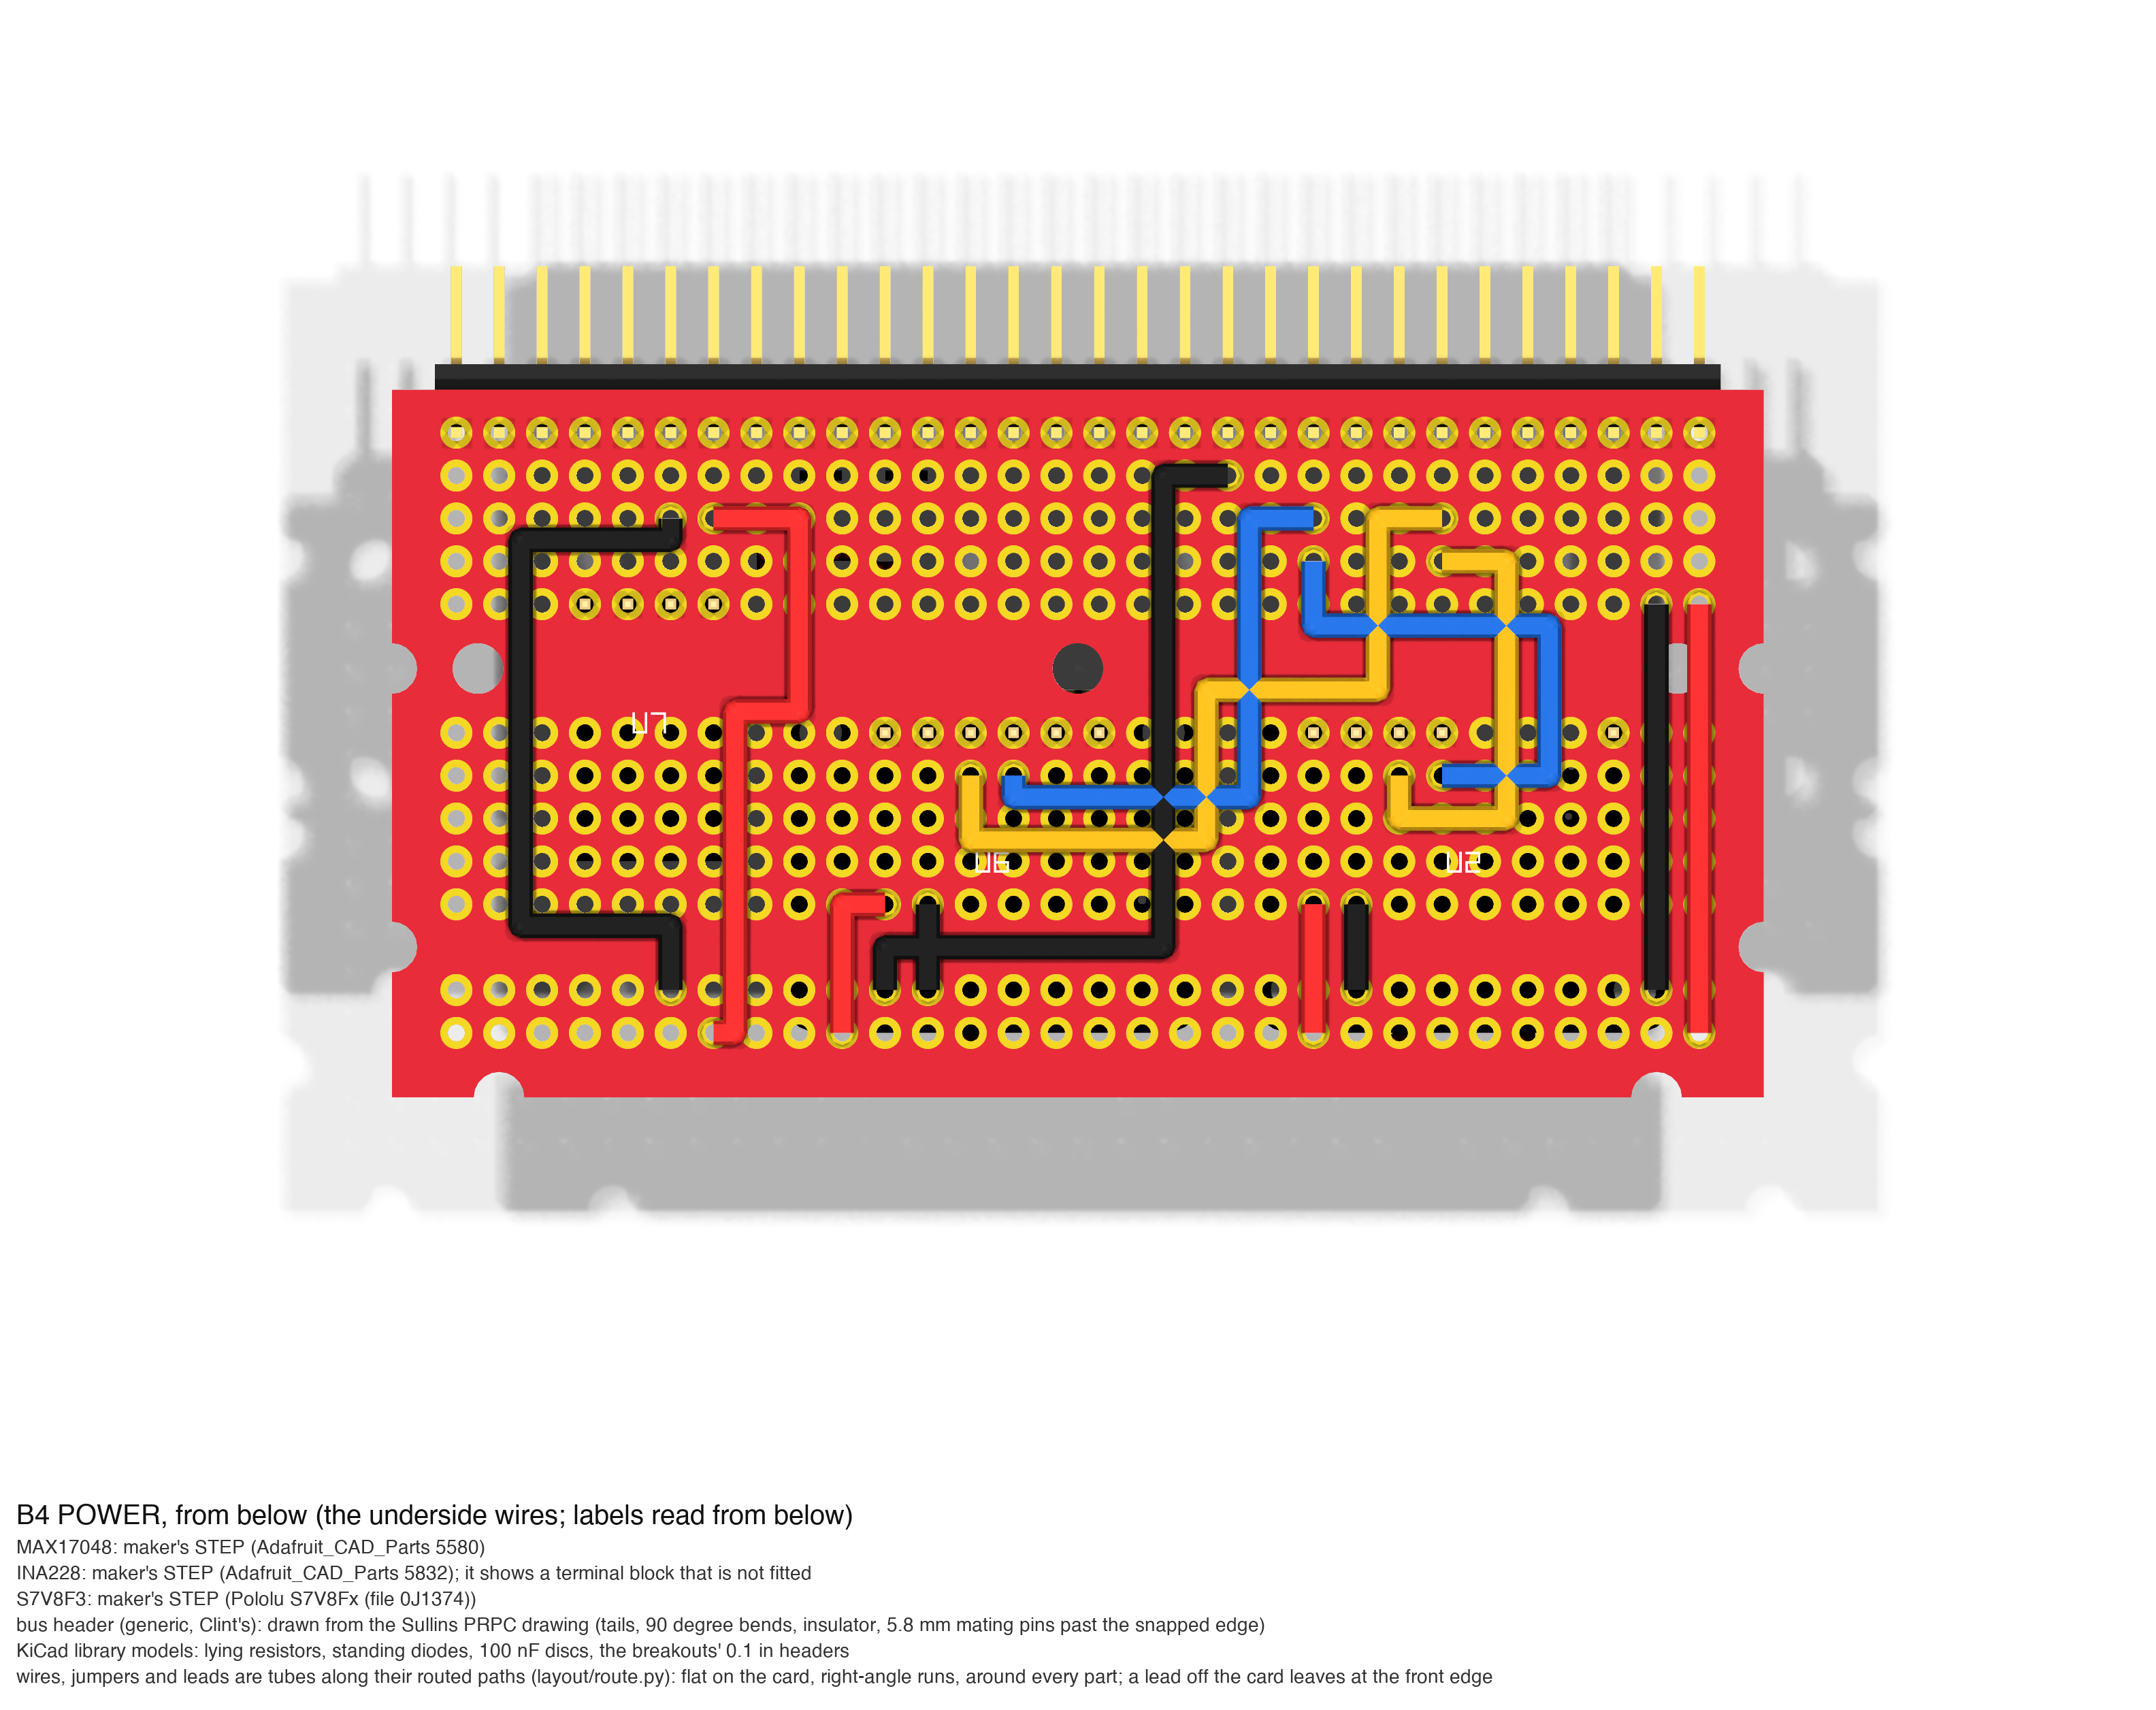 U7
U6
U2
B4 POWER, from below (the underside wires; labels read from below)
MAX17048: maker's STEP (Adafruit_CAD_Parts 5580)
INA228: maker's STEP (Adafruit_CAD_Parts 5832); it shows a terminal block that is not fitted
S7V8F3: maker's STEP (Pololu S7V8Fx (file 0J1374))
bus header (generic, Clint's): drawn from the Sullins PRPC drawing (tails, 90 degree bends, insulator, 5.8 mm mating pins past the snapped edge)
KiCad library models: lying resistors, standing diodes, 100 nF discs, the breakouts' 0.1 in headers
wires, jumpers and leads are tubes along their routed paths (layout/route.py): flat on the card, right-angle runs, around every part; a lead off the card leaves at the front edge